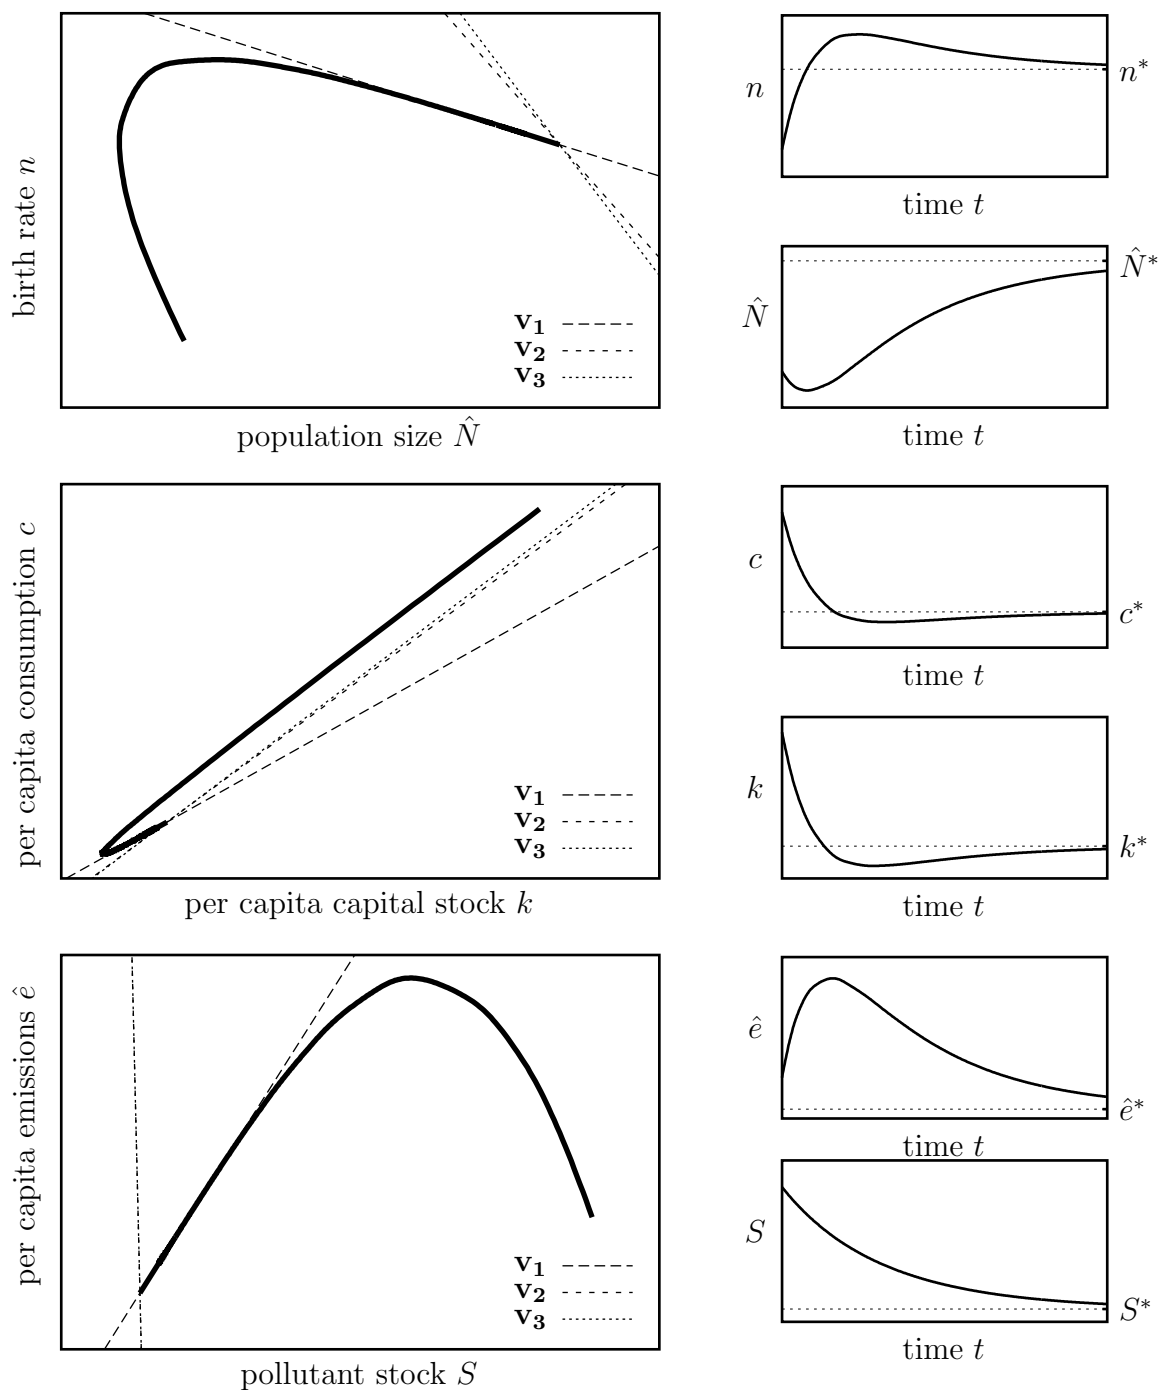 birth rate n
v₁
v₂
v₃
population size N̂
n
n*
time t
N̂
N̂*
time t
per capita consumption c
v₁
v₂
v₃
per capita capital stock k
c
c*
time t
k
k*
time t
per capita emissions ê
v₁
v₂
v₃
pollutant stock S
ê
ê*
time t
S
S*
time t